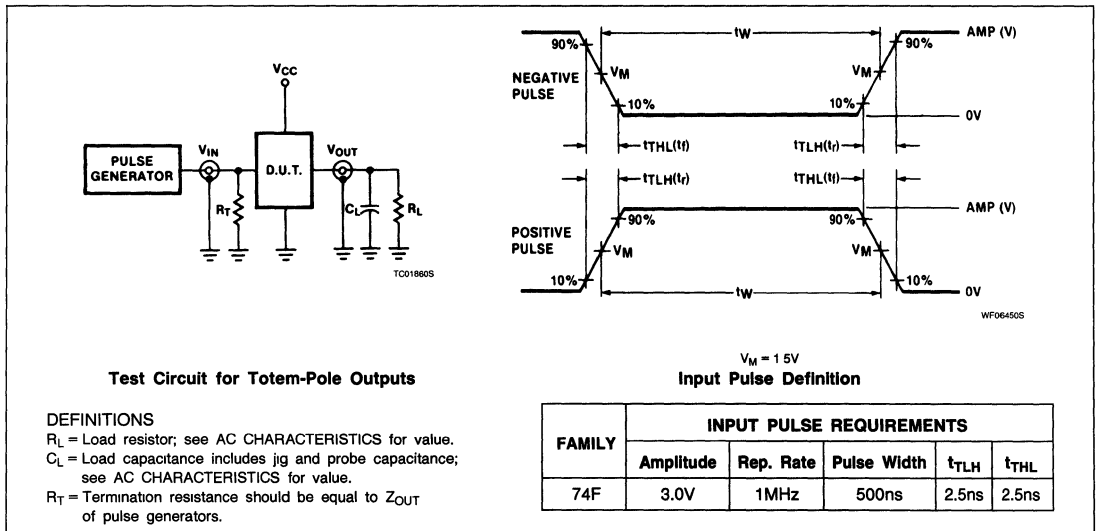 VCC
PULSE GENERATOR
VIN
D.U.T.
VOUT
RT
CL
RL
TC01860S
Test Circuit for Totem-Pole Outputs
DEFINITIONS
RL = Load resistor; see AC CHARACTERISTICS for value.
CL = Load capacitance includes jig and probe capacitance;
see AC CHARACTERISTICS for value.
RT = Termination resistance should be equal to ZOUT
of pulse generators.
NEGATIVE PULSE
90%
VM
10%
tW
10%
VM
90%
AMP (V)
0V
tTHL(tf)
tTLH(tr)
tTLH(tr)
tTHL(tf)
POSITIVE PULSE
90%
VM
10%
tW
90%
VM
10%
AMP (V)
0V
WF06450S
VM = 1 5V
Input Pulse Definition
FAMILY INPUT PULSE REQUIREMENTS
Amplitude Rep. Rate Pulse Width tTLH tTHL
74F 3.0V 1MHz 500ns 2.5ns 2.5ns